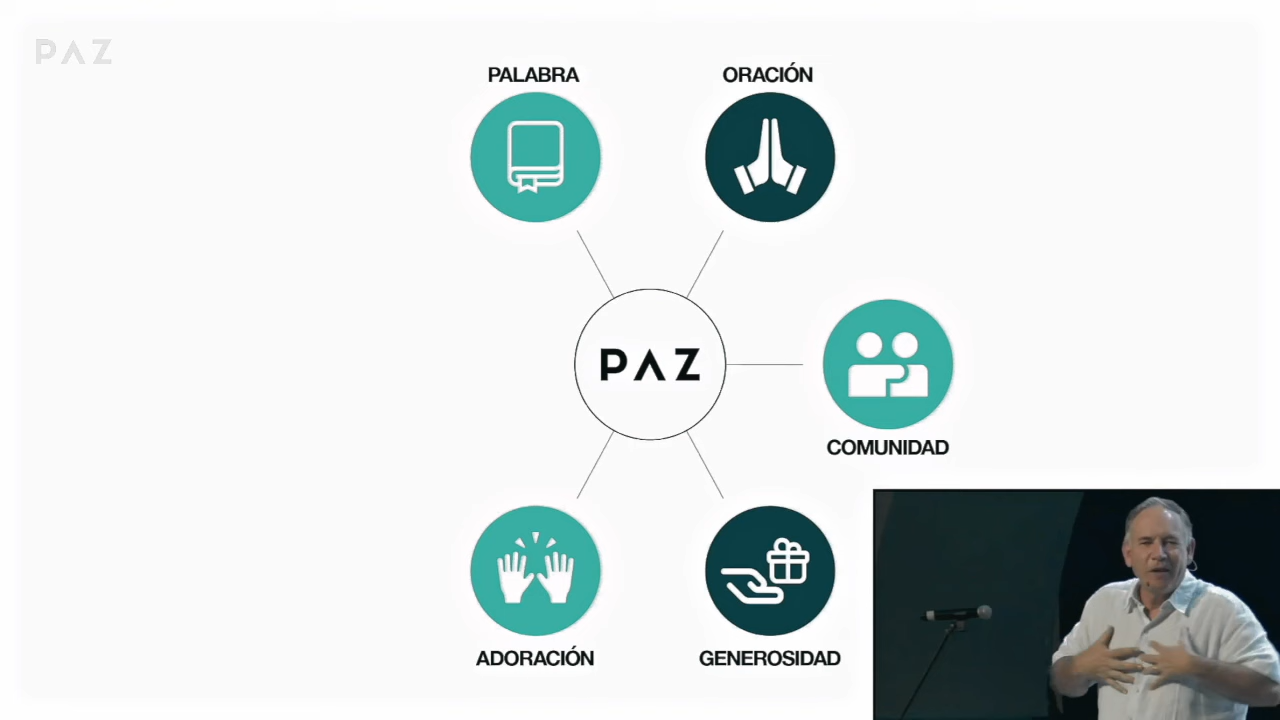 PAZ
PALABRA
ORACIÓN
PAZ
COMUNIDAD
ADORACIÓN
GENEROSIDAD